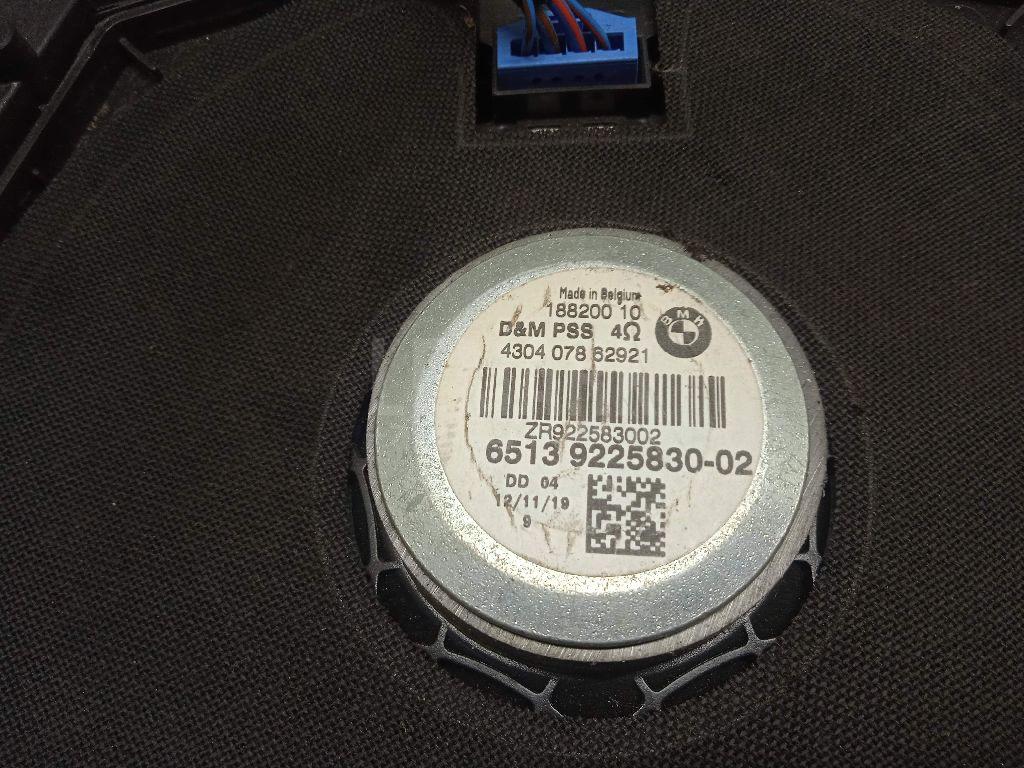 Made in Belgium
188200 10
D&M PSS 4Ω
BMW
4304 078 62921
ZR922583002
6513 9225830-02
DD 04
12/11/19
9